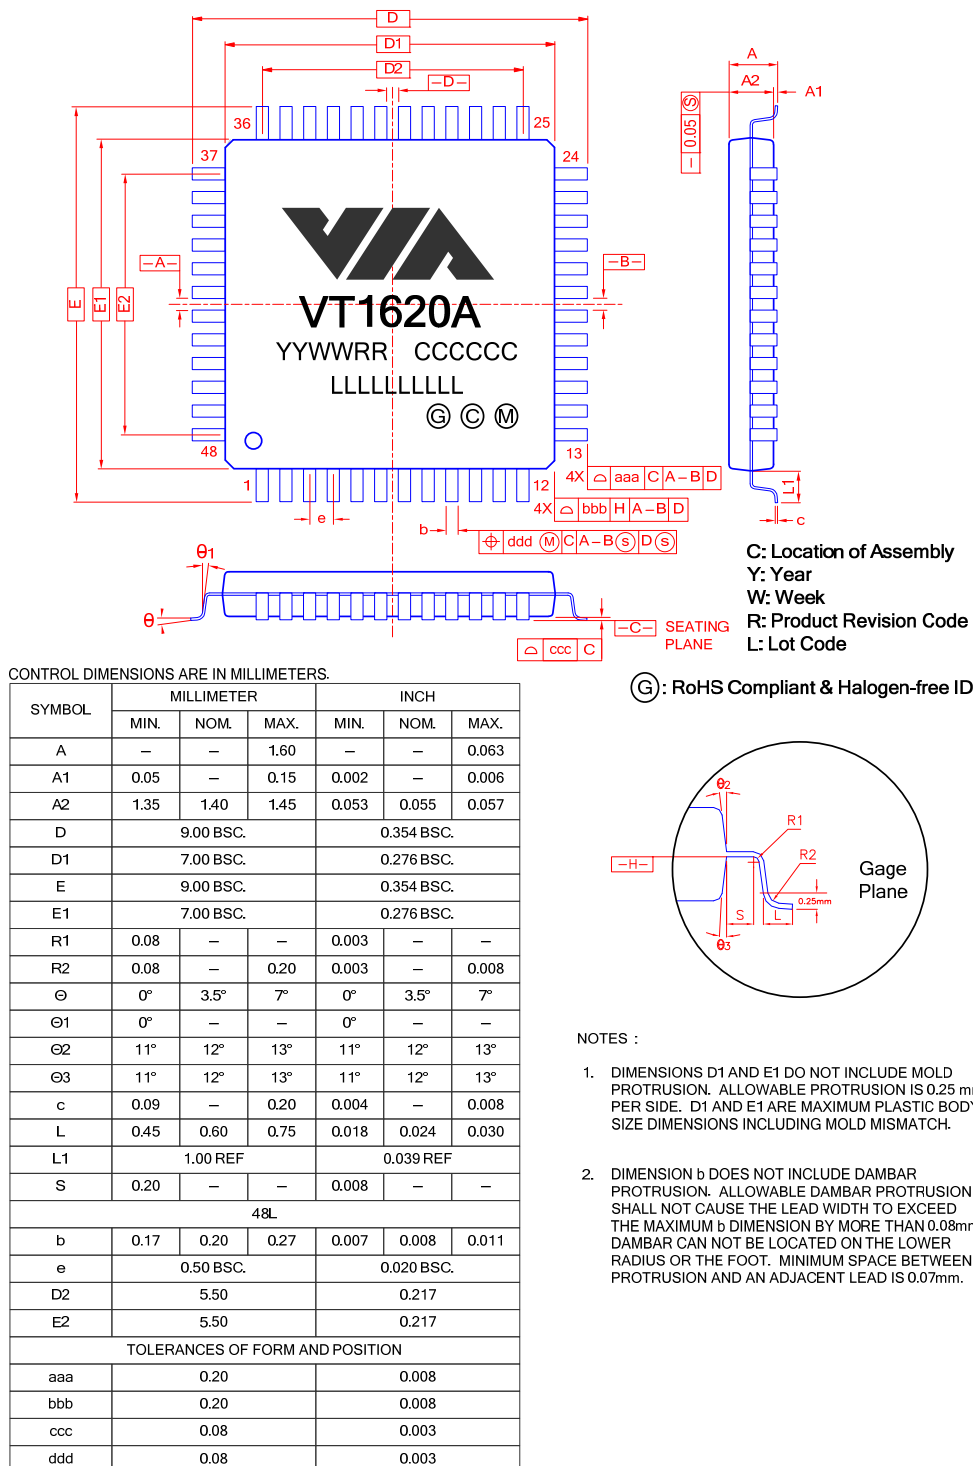 D
D1
D2
–D–
A
A2
A1
– 0.05 Ⓢ
36
25
37
24
–A–
–B–
E
E1
E2
VIA
VT1620A
YYWWRR CCCCCC
LLLLLLLLLL
Ⓖ Ⓒ Ⓜ
48
13
1
12
4X ⌓ aaa C A–B D
4X ⌓ bbb H A–B D
L1
c
e
b
⌖ ddd Ⓜ C A–B Ⓢ D Ⓢ
θ1
θ
–C– SEATING
PLANE
⌓ ccc C
C: Location of Assembly
Y: Year
W: Week
R: Product Revision Code
L: Lot Code
Ⓖ: RoHS Compliant & Halogen-free ID
CONTROL DIMENSIONS ARE IN MILLIMETERS.
SYMBOL MILLIMETER INCH
MIN. NOM. MAX. MIN. NOM. MAX.
A – – 1.60 – – 0.063
A1 0.05 – 0.15 0.002 – 0.006
A2 1.35 1.40 1.45 0.053 0.055 0.057
D 9.00 BSC. 0.354 BSC.
D1 7.00 BSC. 0.276 BSC.
E 9.00 BSC. 0.354 BSC.
E1 7.00 BSC. 0.276 BSC.
R1 0.08 – – 0.003 – –
R2 0.08 – 0.20 0.003 – 0.008
Θ 0° 3.5° 7° 0° 3.5° 7°
Θ1 0° – – 0° – –
Θ2 11° 12° 13° 11° 12° 13°
Θ3 11° 12° 13° 11° 12° 13°
c 0.09 – 0.20 0.004 – 0.008
L 0.45 0.60 0.75 0.018 0.024 0.030
L1 1.00 REF 0.039 REF
S 0.20 – – 0.008 – –
48L
b 0.17 0.20 0.27 0.007 0.008 0.011
e 0.50 BSC. 0.020 BSC.
D2 5.50 0.217
E2 5.50 0.217
TOLERANCES OF FORM AND POSITION
aaa 0.20 0.008
bbb 0.20 0.008
ccc 0.08 0.003
ddd 0.08 0.003
θ2
R1
R2
–H–
Gage
Plane
0.25mm
S
L
θ3
NOTES :
1. DIMENSIONS D1 AND E1 DO NOT INCLUDE MOLD
PROTRUSION. ALLOWABLE PROTRUSION IS 0.25 m
PER SIDE. D1 AND E1 ARE MAXIMUM PLASTIC BODY
SIZE DIMENSIONS INCLUDING MOLD MISMATCH.
2. DIMENSION b DOES NOT INCLUDE DAMBAR
PROTRUSION. ALLOWABLE DAMBAR PROTRUSION
SHALL NOT CAUSE THE LEAD WIDTH TO EXCEED
THE MAXIMUM b DIMENSION BY MORE THAN 0.08mm
DAMBAR CAN NOT BE LOCATED ON THE LOWER
RADIUS OR THE FOOT. MINIMUM SPACE BETWEEN
PROTRUSION AND AN ADJACENT LEAD IS 0.07mm.